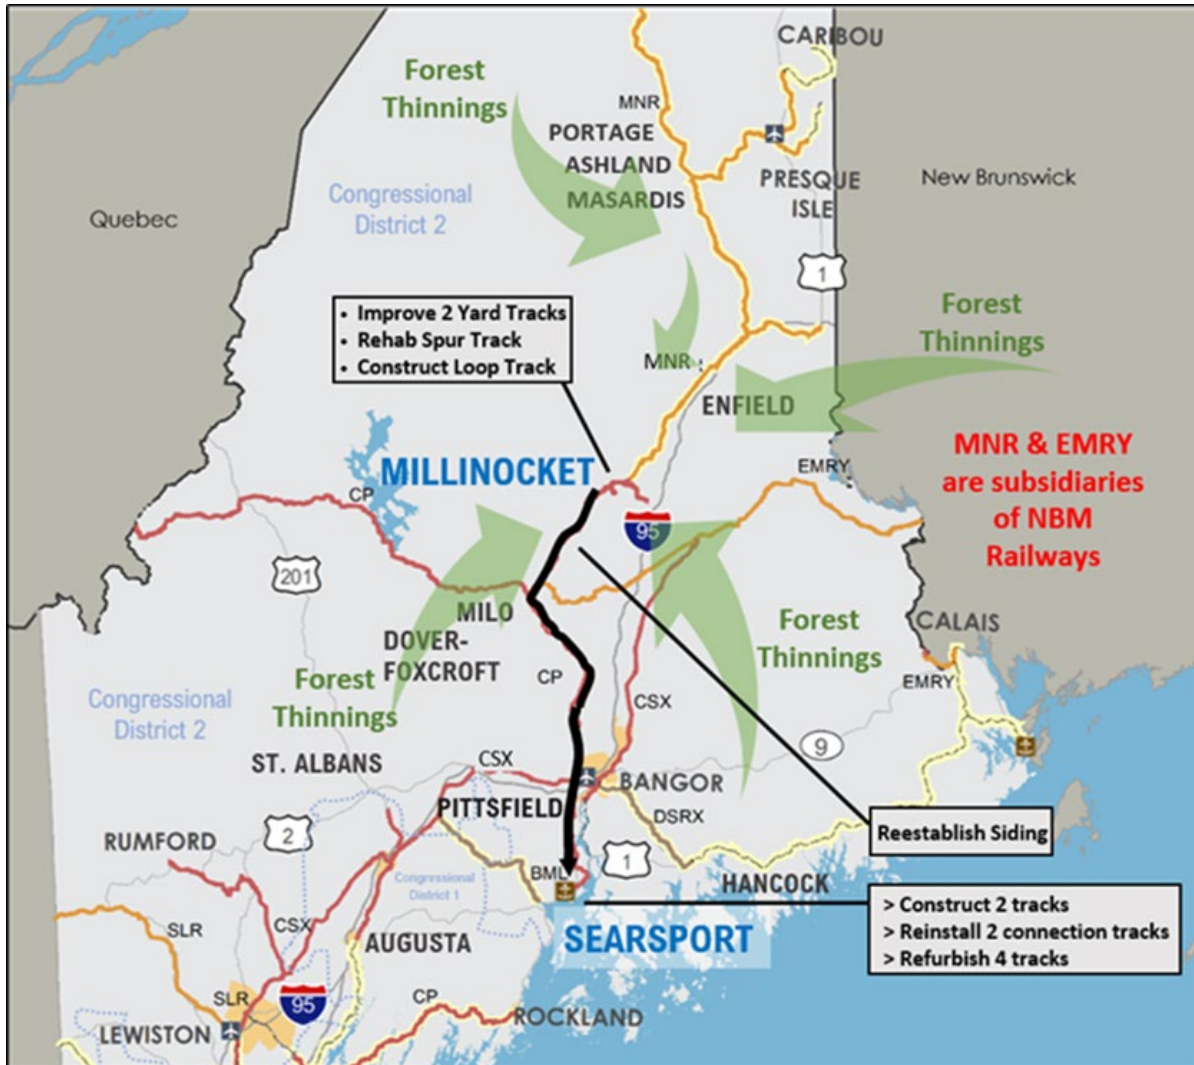 CARIBOU
Forest
Thinnings
MNR
PORTAGE
ASHLAND
MASARDIS
PRESQUE
ISLE
New Brunswick
Quebec
Congressional
District 2
1
• Improve 2 Yard Tracks
• Rehab Spur Track
• Construct Loop Track
Forest
Thinnings
MNR
ENFIELD
MNR & EMRY
are subsidiaries
of NBM
Railways
MILLINOCKET
EMRY
CP
95
201
MILO
DOVER-
FOXCROFT
Forest
Thinnings
CALAIS
CP
EMRY
Forest
Thinnings
Congressional
District 2
CSX
9
ST. ALBANS
CSX
BANGOR
PITTSFIELD
DSRX
Reestablish Siding
2
RUMFORD
1
BML
Congressional
District 1
HANCOCK
> Construct 2 tracks
> Reinstall 2 connection tracks
> Refurbish 4 tracks
SLR
CSX
AUGUSTA
SEARSPORT
SLR
95
CP
ROCKLAND
LEWISTON